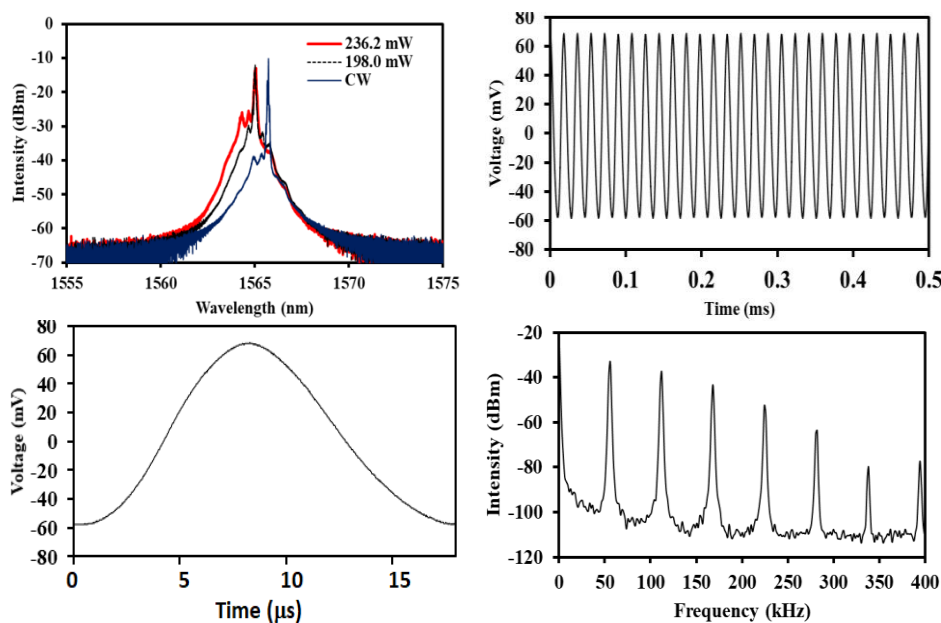 0
-10
-20
-30
-40
-50
-60
-70
Intensity (dBm)
236.2 mW
198.0 mW
CW
1555 1560 1565 1570 1575
Wavelength (nm)
80
60
40
20
0
-20
-40
-60
-80
Voltage (mV)
0 0.1 0.2 0.3 0.4 0.5
Time (ms)
80
60
40
20
0
-20
-40
-60
-80
Voltage (mV)
0 5 10 15
Time (µs)
-20
-40
-60
-80
-100
-120
Intensity (dBm)
0 50 100 150 200 250 300 350 400
Frequency (kHz)